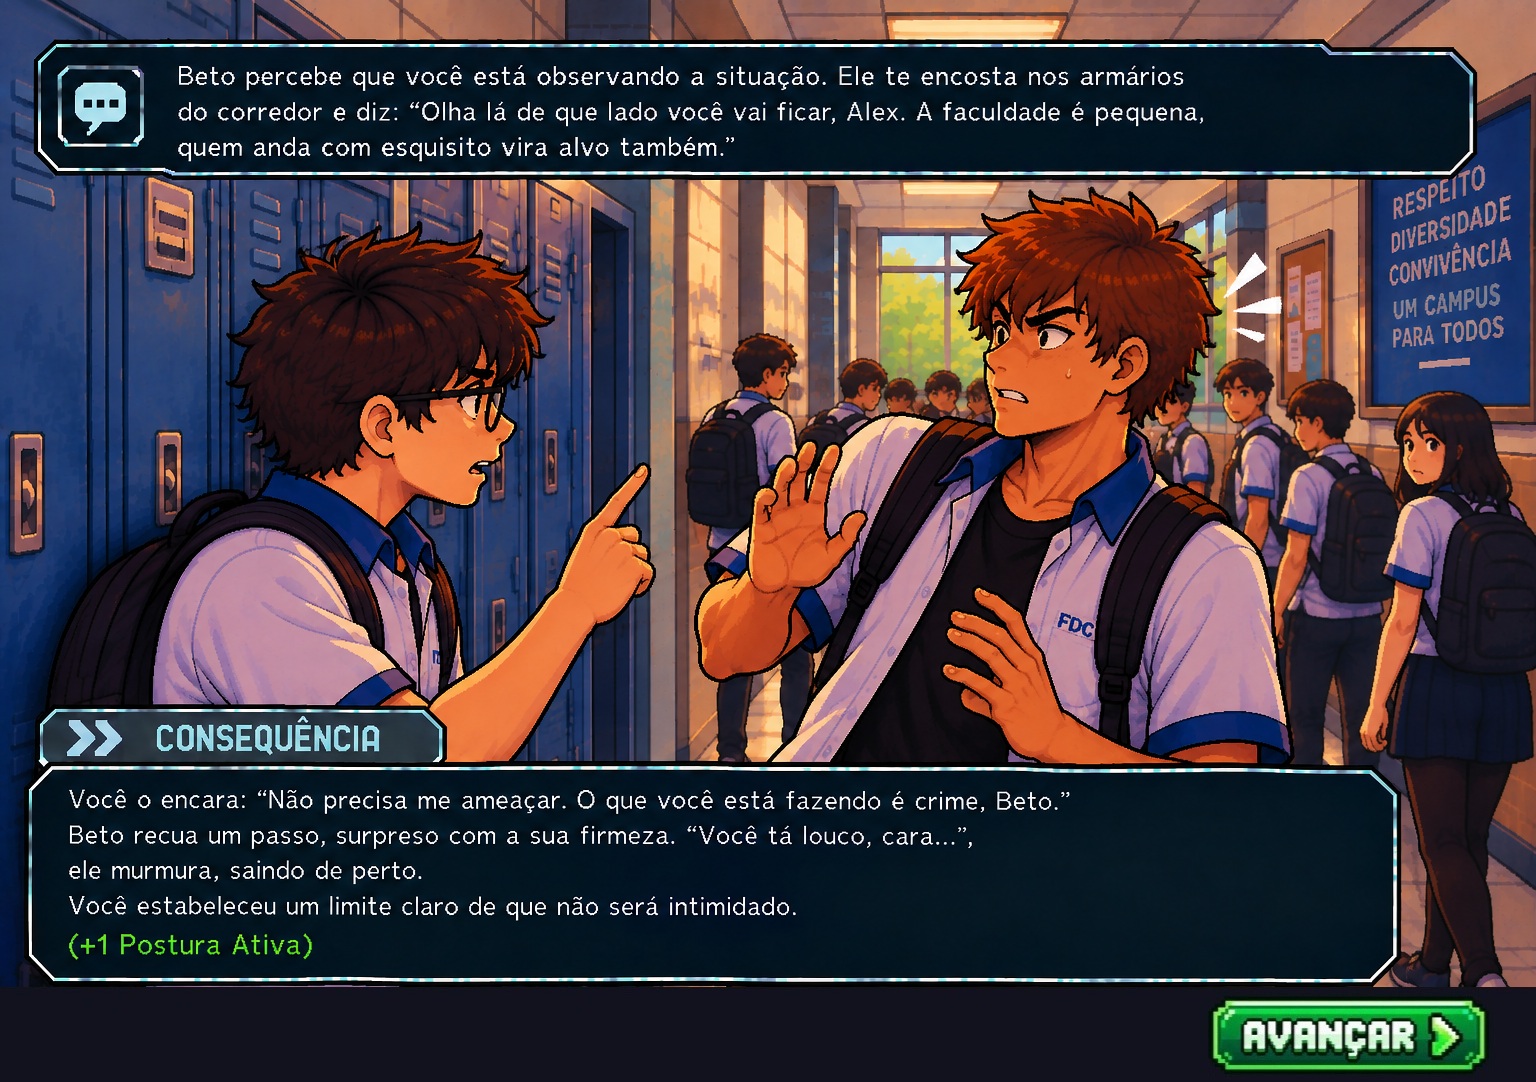 Beto percebe que você está observando a situação. Ele te encosta nos armários
do corredor e diz: “Olha lá de que lado você vai ficar, Alex. A faculdade é pequena,
quem anda com esquisito vira alvo também.”
RESPEITO
DIVERSIDADE
CONVIVÊNCIA
UM CAMPUS
PARA TODOS
FDC
CONSEQUÊNCIA
Você o encara: “Não precisa me ameaçar. O que você está fazendo é crime, Beto.”
Beto recua um passo, surpreso com a sua firmeza. “Você tá louco, cara...”,
ele murmura, saindo de perto.
Você estabeleceu um limite claro de que não será intimidado.
(+1 Postura Ativa)
AVANÇAR